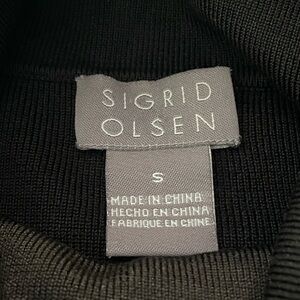 SIGRID
OLSEN
S
MADE IN CHINA
HECHO EN CHINA
FABRIQUE EN CHINE